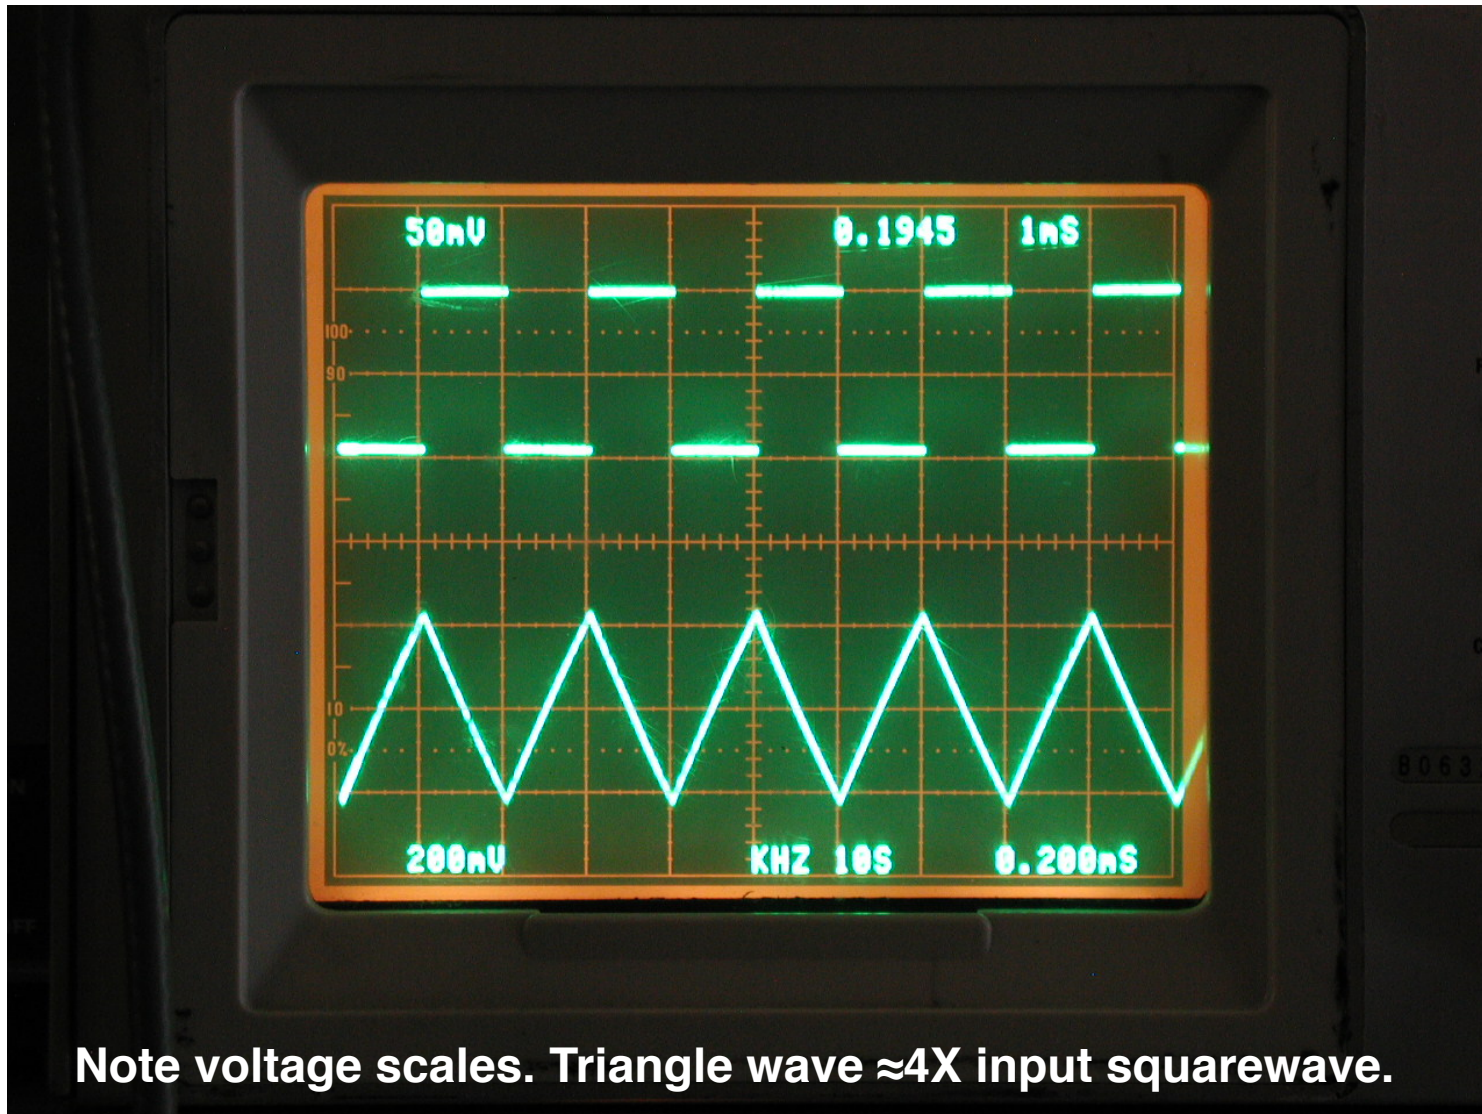 50mV 0.1945 1mS
100
90
10
0%
200mV KHZ 10S 0.200mS
B063
Note voltage scales. Triangle wave ≈4X input squarewave.